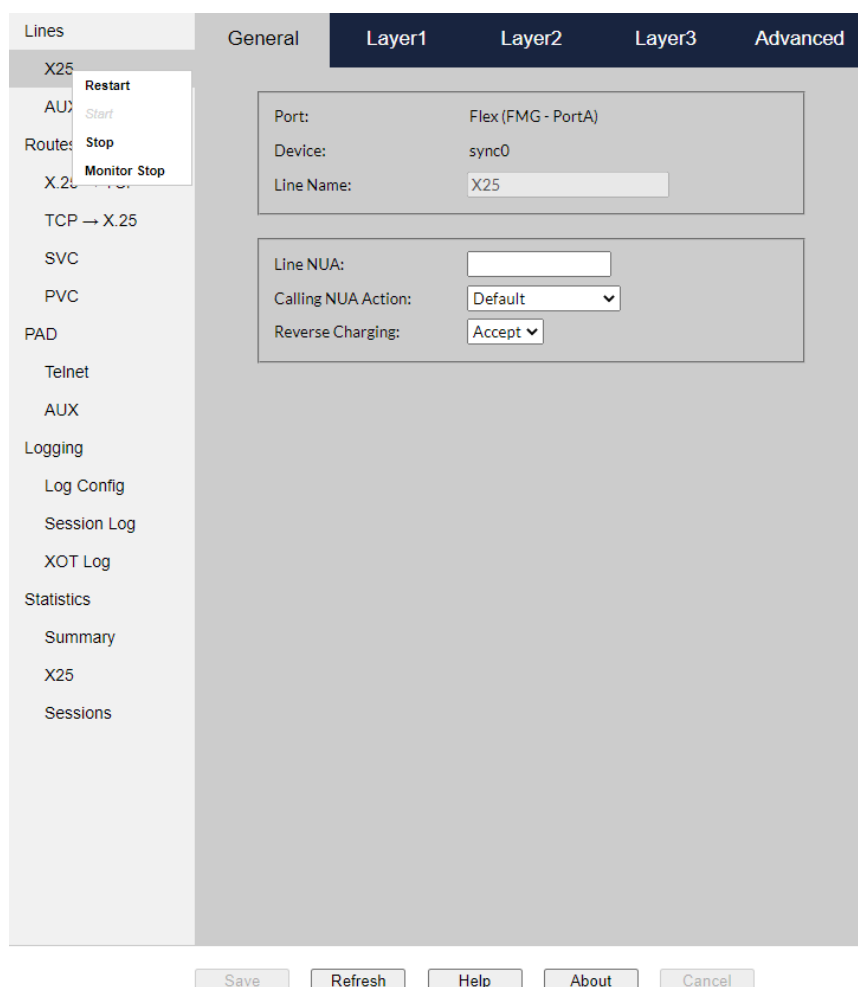 Lines
General Layer1 Layer2 Layer3 Advanced
X25
Restart
Start
Stop
Monitor Stop
AUX
Routes
TCP → X.25
SVC
PVC
PAD
Telnet
AUX
Logging
Log Config
Session Log
XOT Log
Statistics
Summary
X25
Sessions
Port: Flex (FMG - PortA)
Device: sync0
Line Name: X25
Line NUA:
Calling NUA Action: Default
Reverse Charging: Accept
Save Refresh Help About Cancel